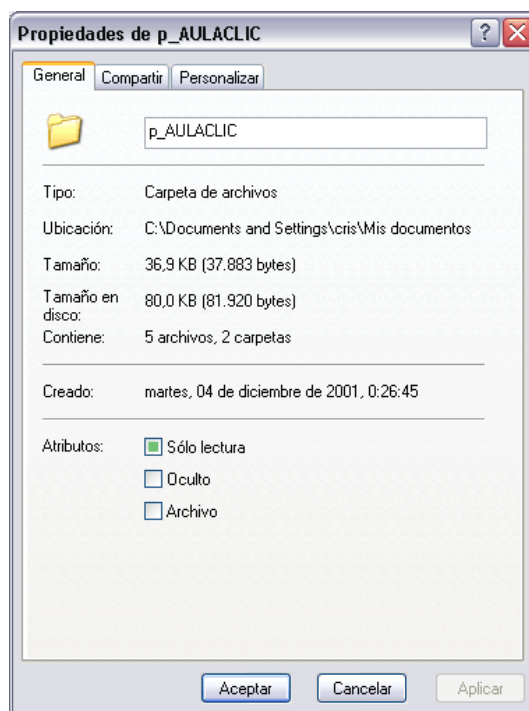 Propiedades de p_AULACLIC
General Compartir Personalizar
p_AULACLIC
Tipo: Carpeta de archivos
Ubicación: C:\Documents and Settings\cris\Mis documentos
Tamaño: 36,9 KB (37.883 bytes)
Tamaño en disco: 80,0 KB (81.920 bytes)
Contiene: 5 archivos, 2 carpetas
Creado: martes, 04 de diciembre de 2001, 0:26:45
Atributos: Sólo lectura
Oculto
Archivo
Aceptar Cancelar Aplicar